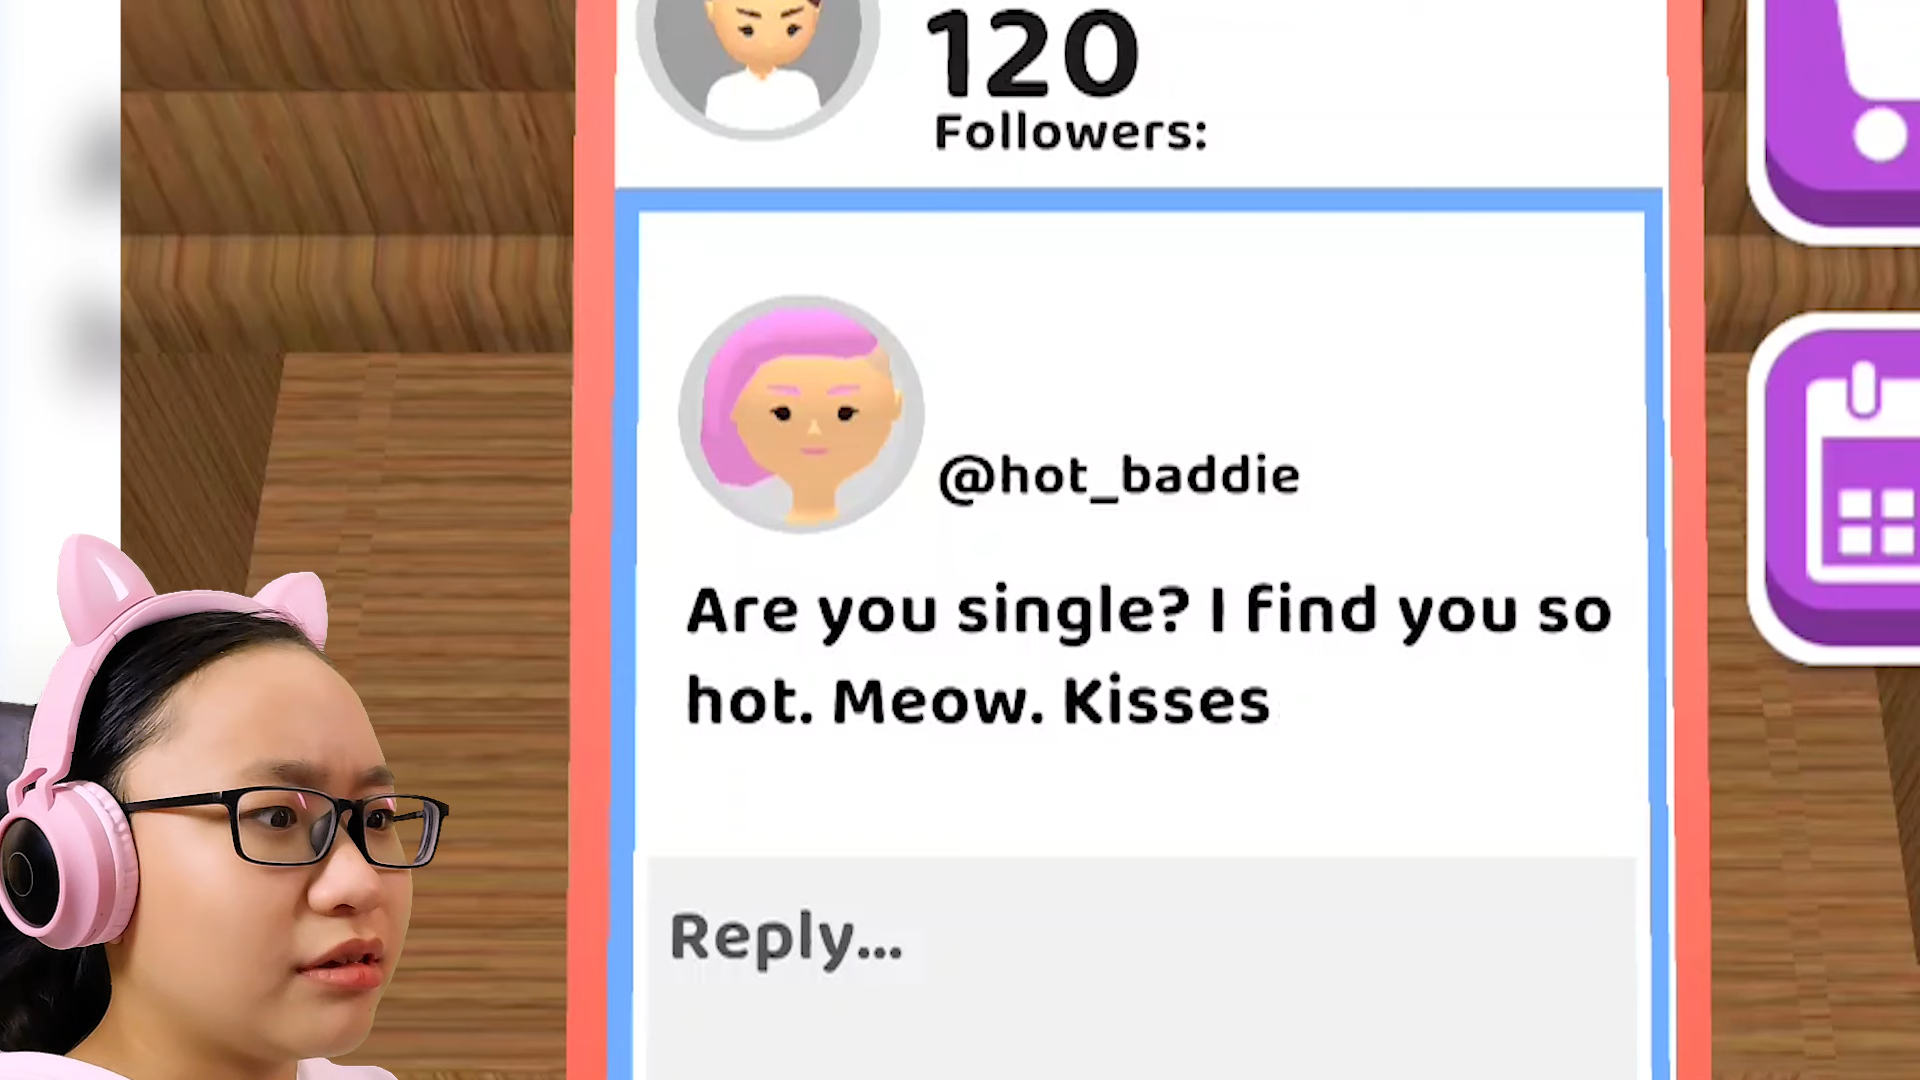 120
Followers:
@hot_baddie
Are you single? I find you so
hot. Meow. Kisses
Reply...